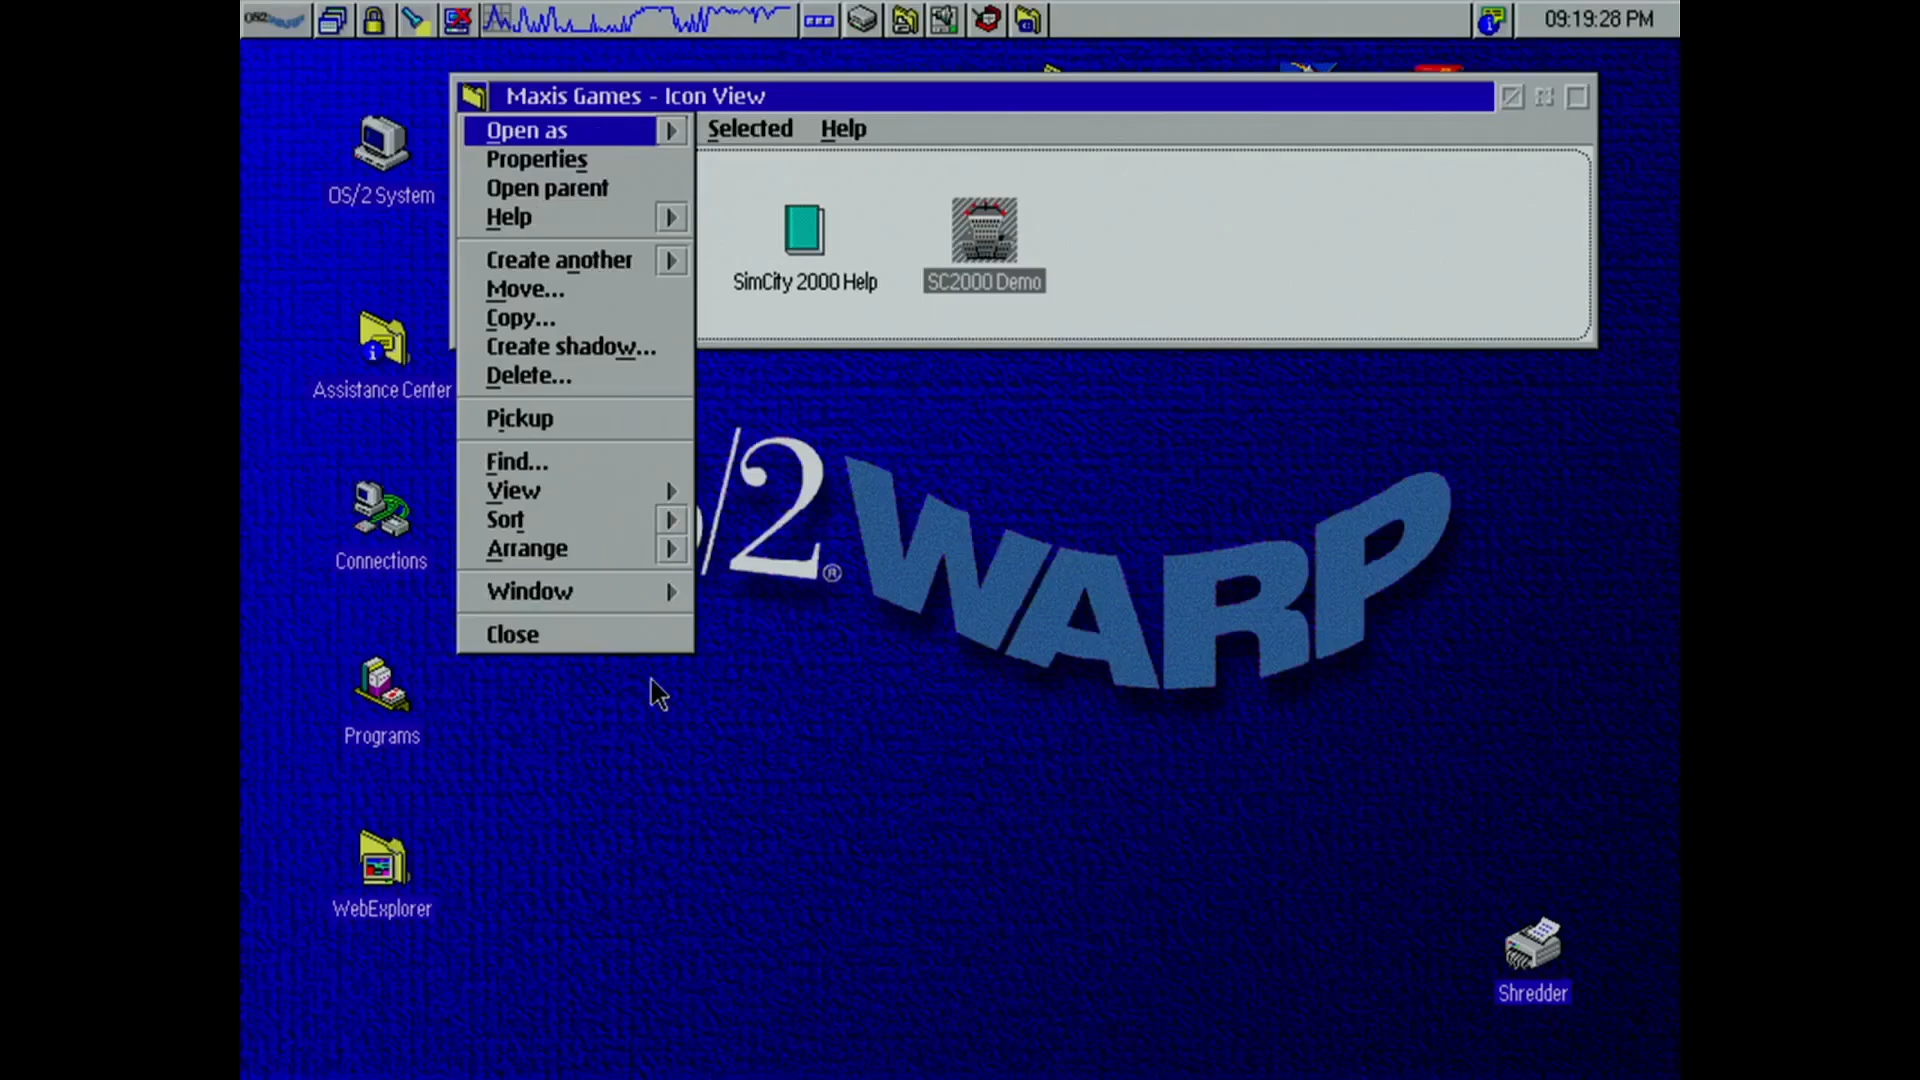 OS2 WARP
09:19:28 PM
Maxis Games - Icon View
Selected Help
Open as
Properties
Open parent
Help
Create another
Move...
Copy...
Create shadow...
Delete...
Pickup
Find...
View
Sort
Arrange
Window
Close
SimCity 2000 Help
SC2000 Demo
OS/2 System
Assistance Center
Connections
Programs
WebExplorer
/2® WARP
Shredder